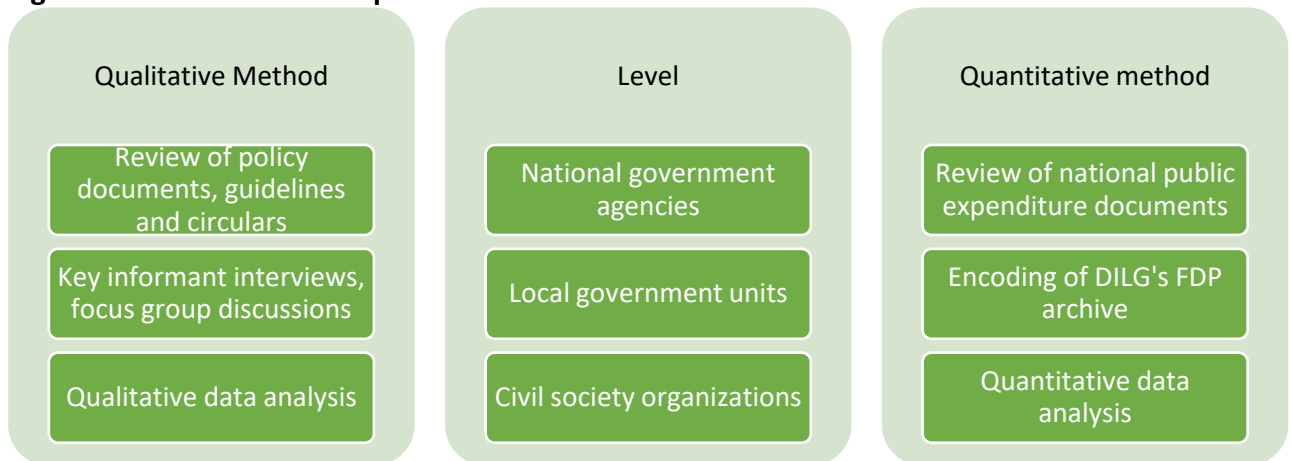 Qualitative Method
Review of policy
documents, guidelines
and circulars
Key informant interviews,
focus group discussions
Qualitative data analysis
Level
National government
agencies
Local government units
Civil society organizations
Quantitative method
Review of national public
expenditure documents
Encoding of DILG's FDP
archive
Quantitative data
analysis